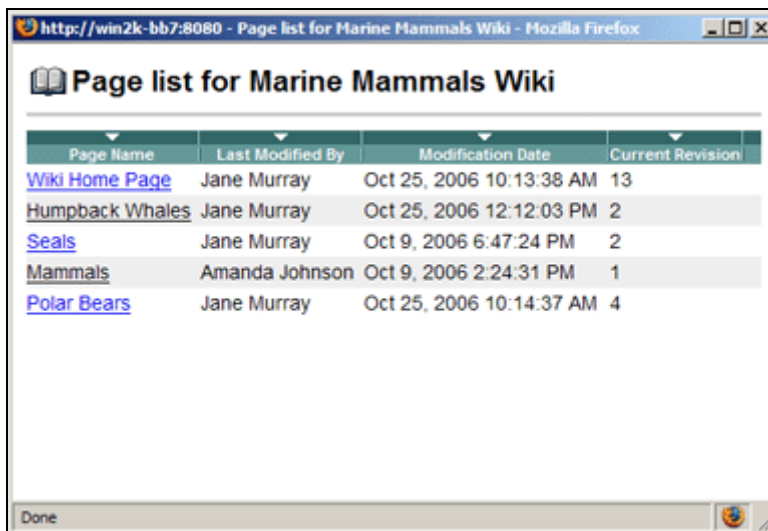 http://win2k-bb7:8080 - Page list for Marine Mammals Wiki - Mozilla Firefox
Page list for Marine Mammals Wiki
Page Name Last Modified By Modification Date Current Revision
Wiki Home Page Jane Murray Oct 25, 2006 10:13:38 AM 13
Humpback Whales Jane Murray Oct 25, 2006 12:12:03 PM 2
Seals Jane Murray Oct 9, 2006 6:47:24 PM 2
Mammals Amanda Johnson Oct 9, 2006 2:24:31 PM 1
Polar Bears Jane Murray Oct 25, 2006 10:14:37 AM 4
Done